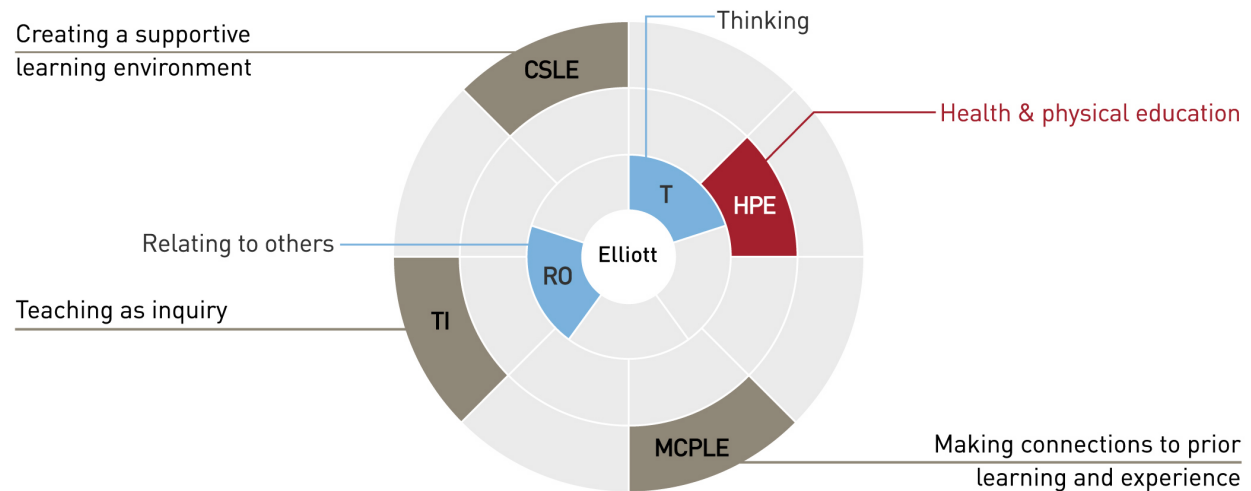 Thinking
Creating a supportive
learning environment
CSLE
Health & physical education
T
HPE
Relating to others
Elliott
RO
Teaching as inquiry
TI
MCPLE
Making connections to prior
learning and experience